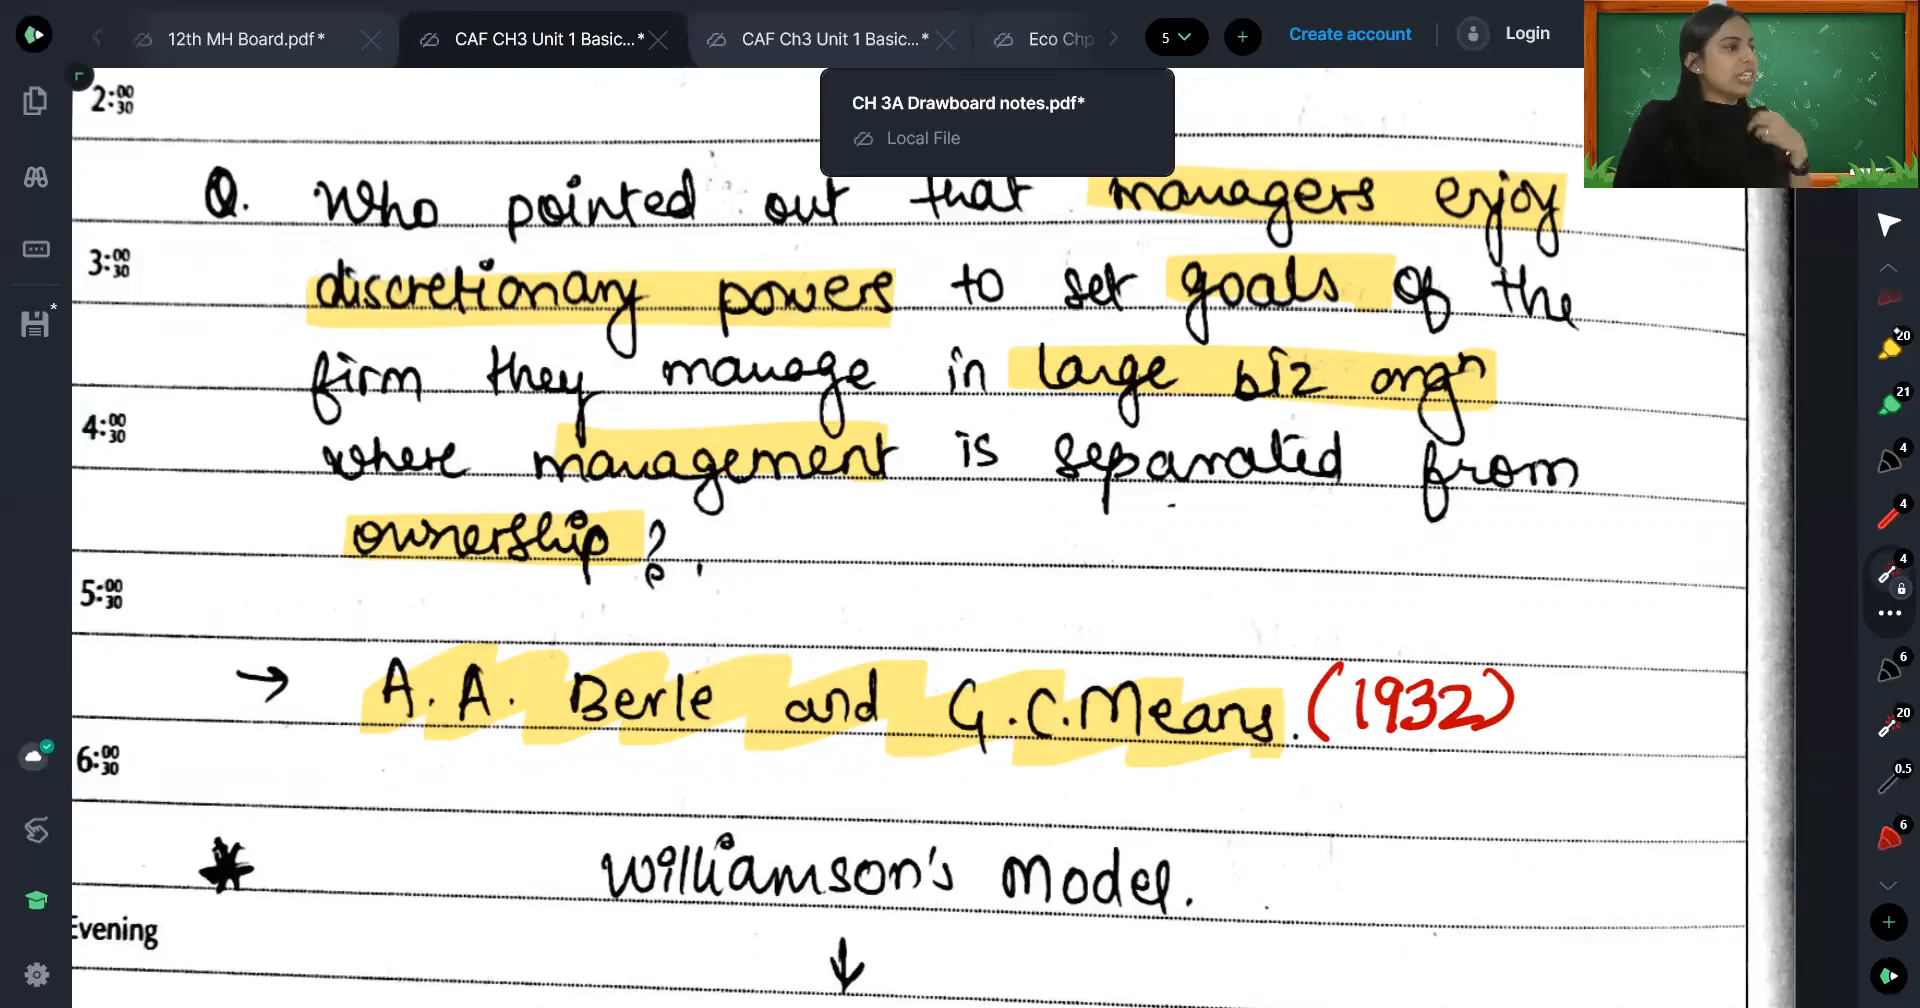 12th MH Board.pdf*
CAF CH3 Unit 1 Basic...*
CAF Ch3 Unit 1 Basic...*
Eco Chp
5
Create account
Login
CH 3A Drawboard notes.pdf*
Local File
2:00 30
Q. Who pointed out that managers enjoy
3:00 30
discretionary powers to set goals of the
firm they manage in large biz orgn
4:00 30
where management is separated from
ownership?
5:00 30
→ A. A. Berle and G.C. Means. (1932)
6:00 30
* Williamson's Model.
Evening
↓
20
21
4
4
4
6
20
0.5
6